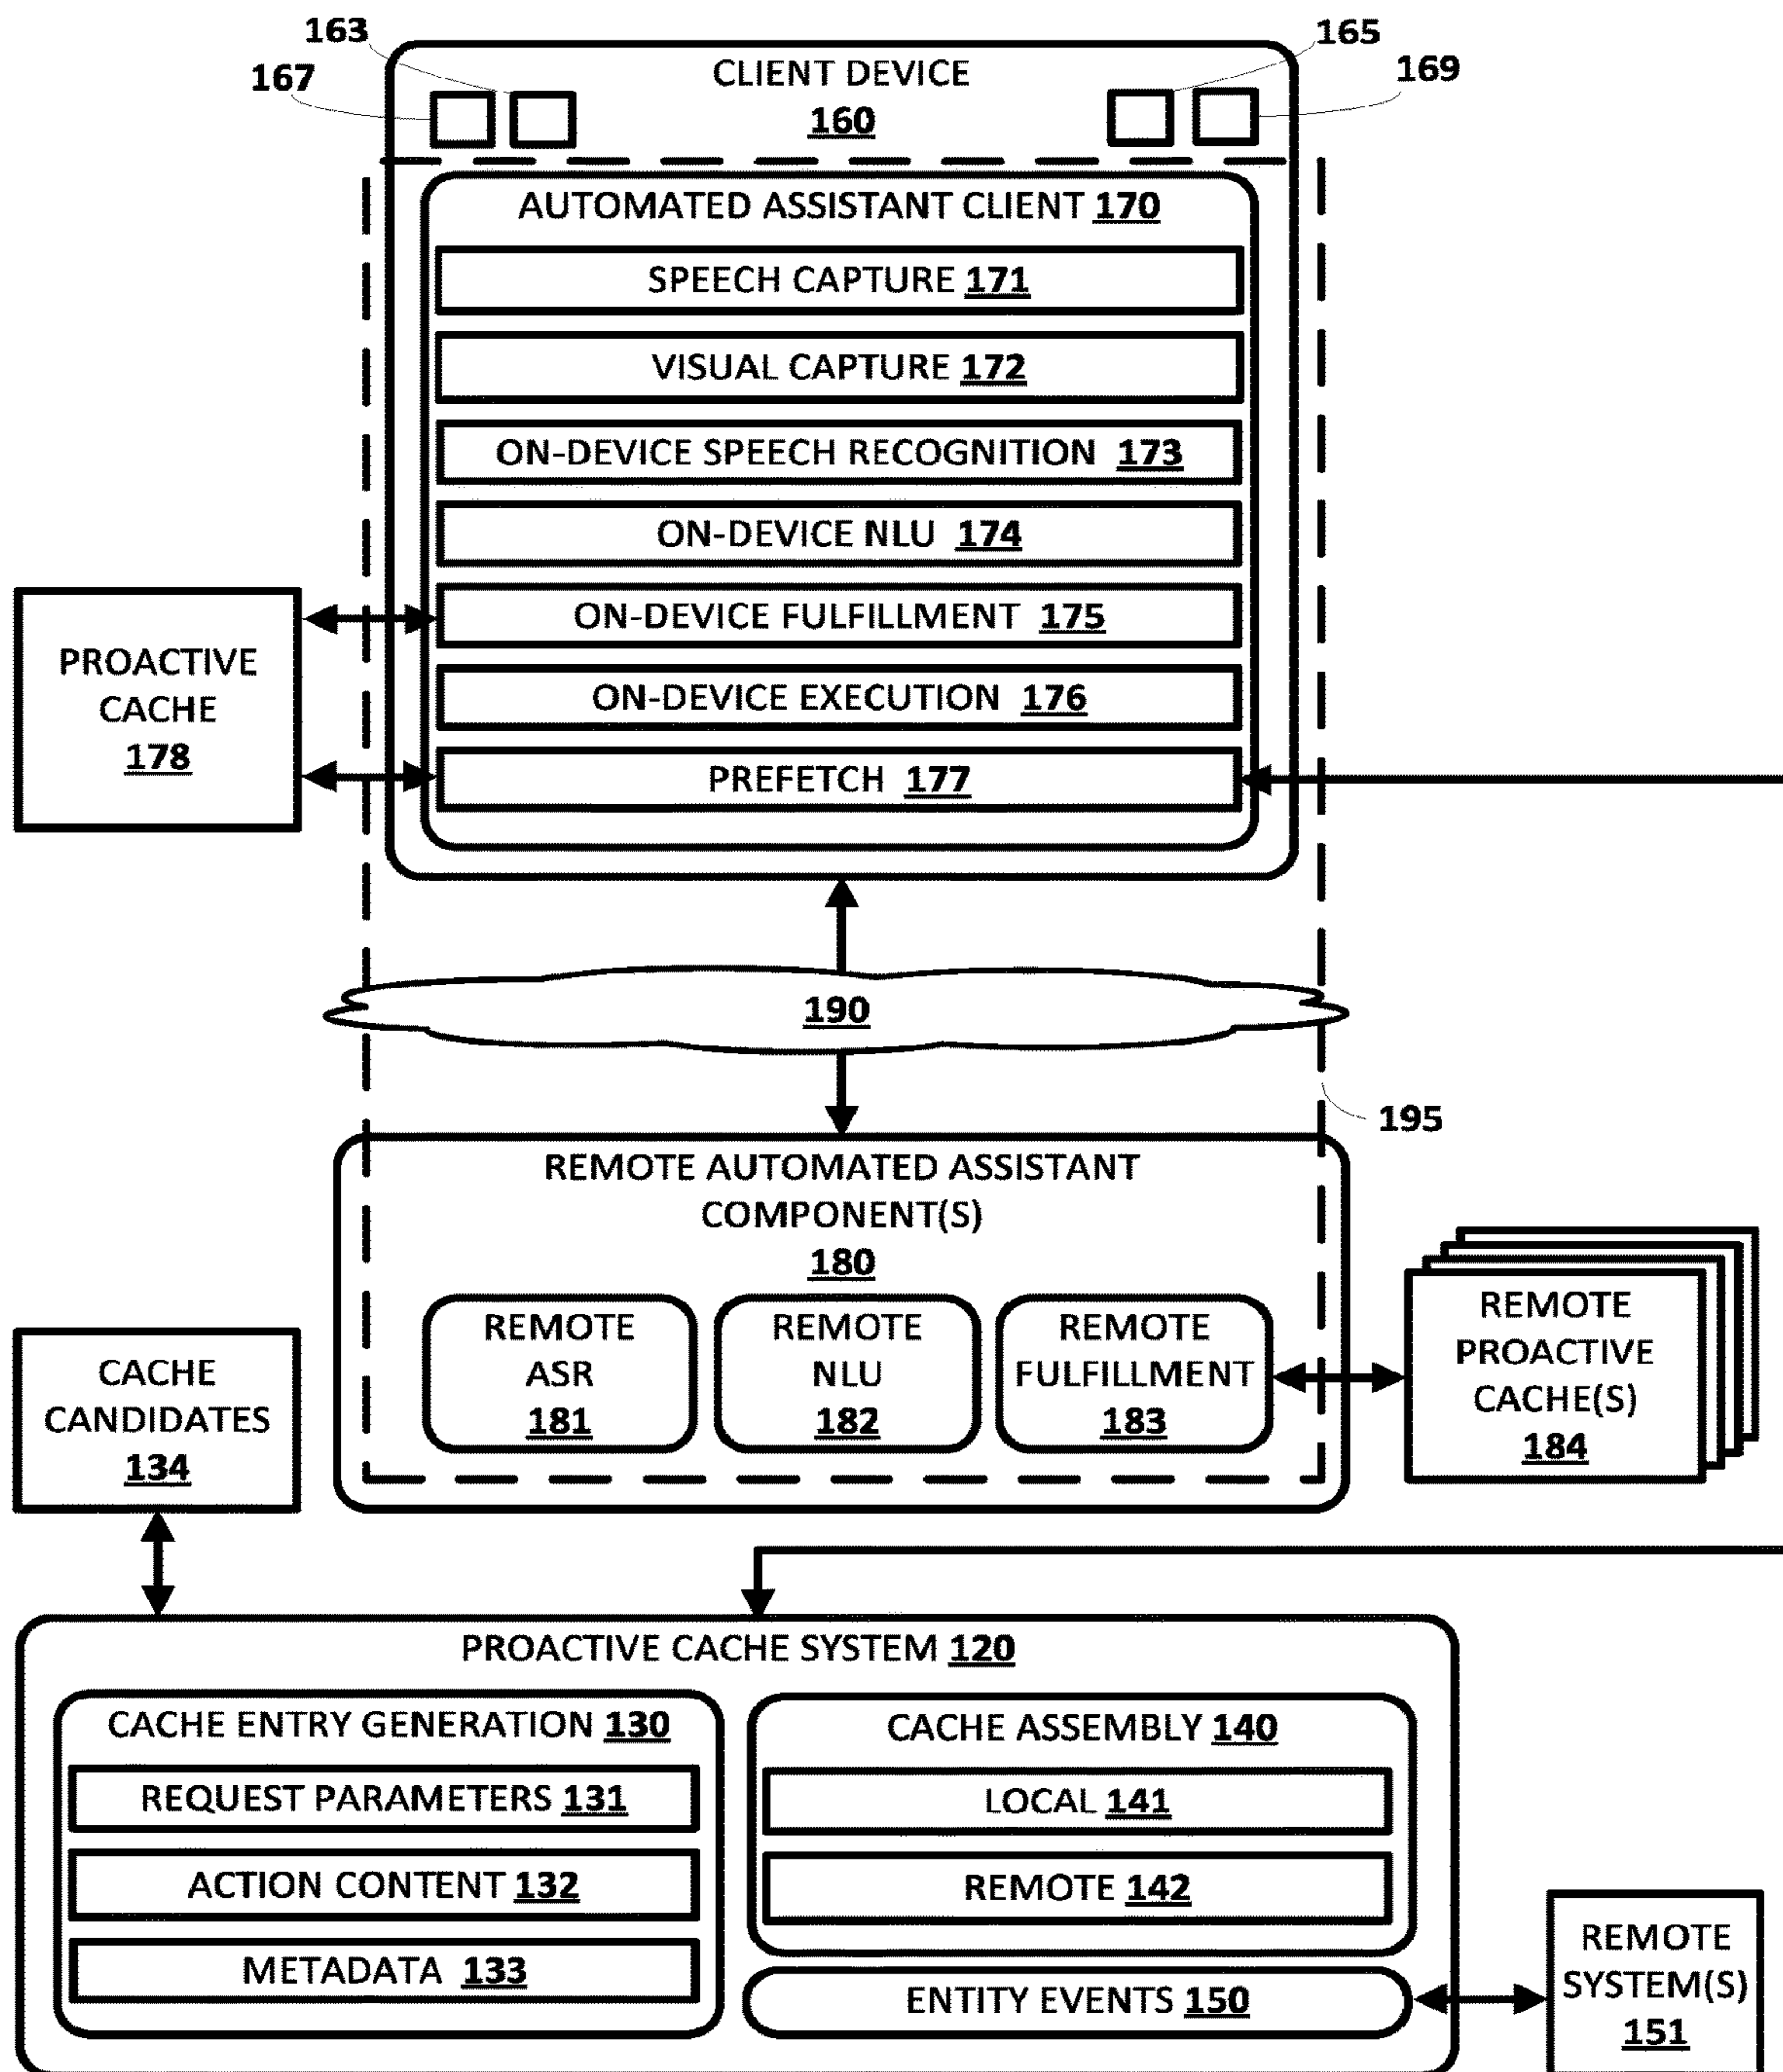 163
165
167
CLIENT DEVICE
169
160
AUTOMATED ASSISTANT CLIENT 170
SPEECH CAPTURE 171
VISUAL CAPTURE 172
ON-DEVICE SPEECH RECOGNITION 173
ON-DEVICE NLU 174
ON-DEVICE FULFILLMENT 175
ON-DEVICE EXECUTION 176
PREFETCH 177
PROACTIVE
CACHE
178
190
195
REMOTE AUTOMATED ASSISTANT
COMPONENT(S)
180
REMOTE
ASR
181
REMOTE
NLU
182
REMOTE
FULFILLMENT
183
REMOTE
PROACTIVE
CACHE(S)
184
CACHE
CANDIDATES
134
PROACTIVE CACHE SYSTEM 120
CACHE ENTRY GENERATION 130
REQUEST PARAMETERS 131
ACTION CONTENT 132
METADATA 133
CACHE ASSEMBLY 140
LOCAL 141
REMOTE 142
ENTITY EVENTS 150
REMOTE
SYSTEM(S)
151